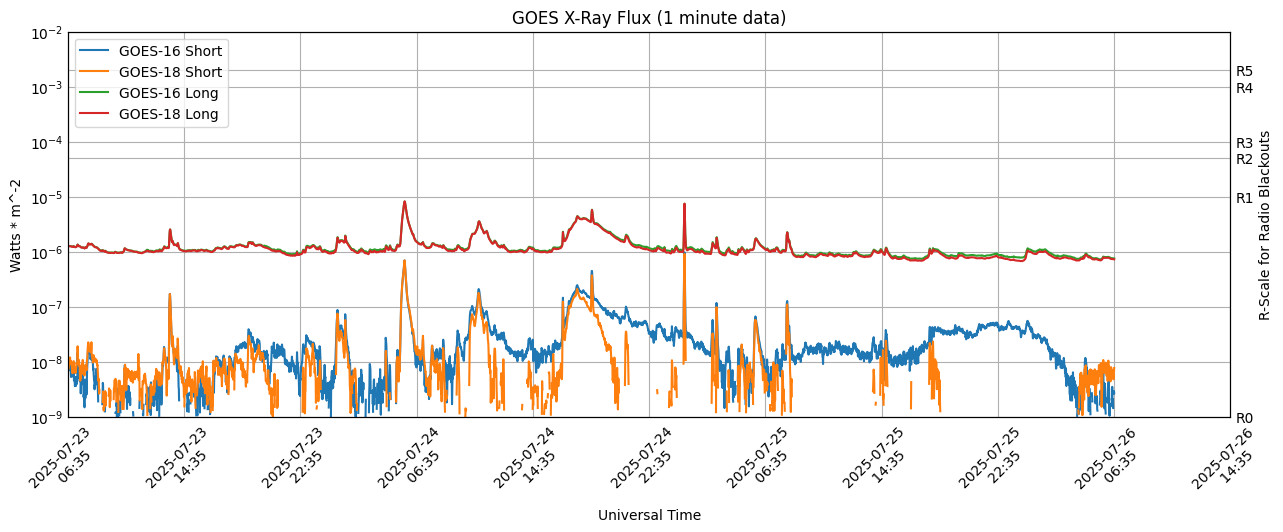 GOES X-Ray Flux (1 minute data)
GOES-16 Short
GOES-18 Short
GOES-16 Long
GOES-18 Long
10^-2
10^-3
10^-4
10^-5
10^-6
10^-7
10^-8
10^-9
Watts * m^-2
R5
R4
R3
R2
R1
R0
R-Scale for Radio Blackouts
2025-07-23
06:35
2025-07-23
14:35
2025-07-23
22:35
2025-07-24
06:35
2025-07-24
14:35
2025-07-24
22:35
2025-07-25
06:35
2025-07-25
14:35
2025-07-25
22:35
2025-07-26
06:35
2025-07-26
14:35
Universal Time